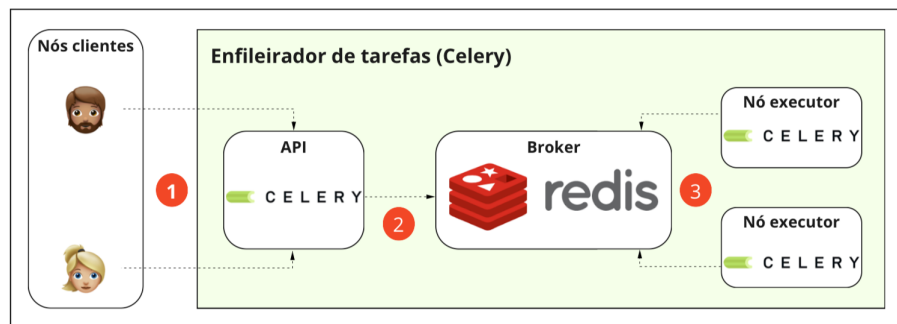 Nós clientes
Enfileirador de tarefas (Celery)
Nó executor
CELERY
API
CELERY
Broker
redis
1
2
3
Nó executor
CELERY